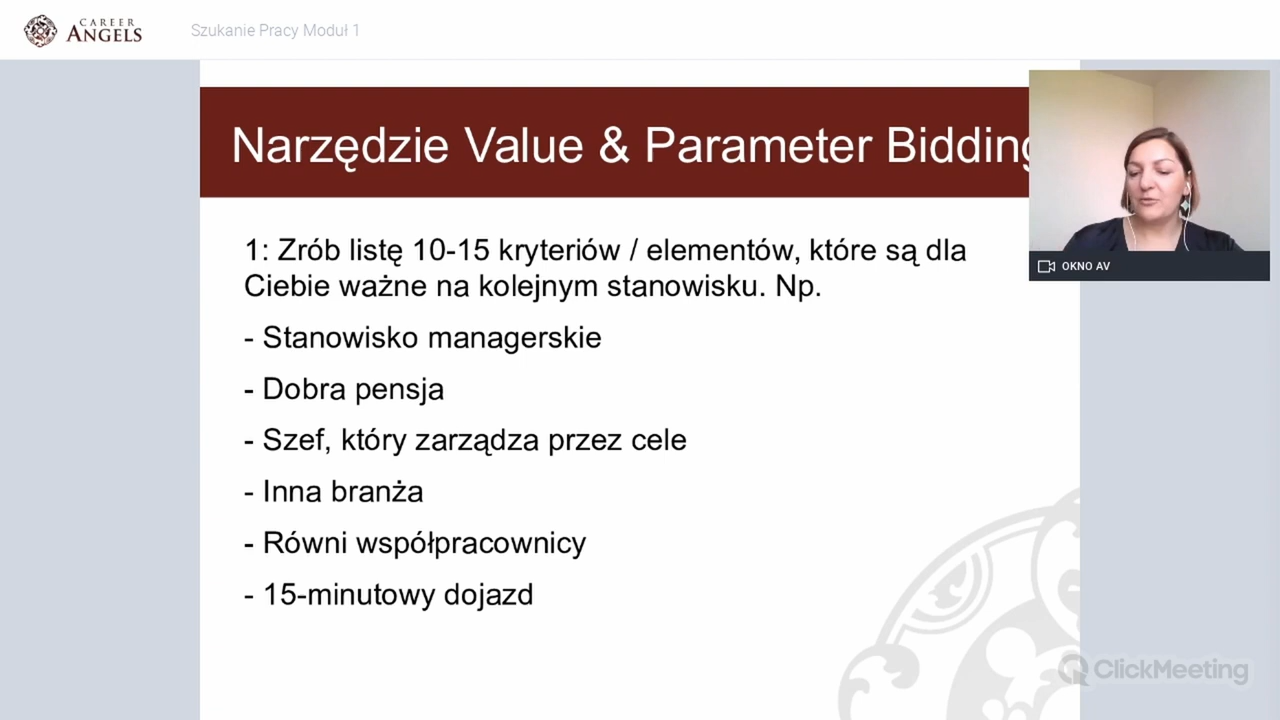 CAREER
ANGELS
Szukanie Pracy Moduł 1
Narzędzie Value & Parameter Bidding
OKNO AV
1: Zrób listę 10-15 kryteriów / elementów, które są dla
Ciebie ważne na kolejnym stanowisku. Np.
- Stanowisko managerskie
- Dobra pensja
- Szef, który zarządza przez cele
- Inna branża
- Równi współpracownicy
- 15-minutowy dojazd
ClickMeeting